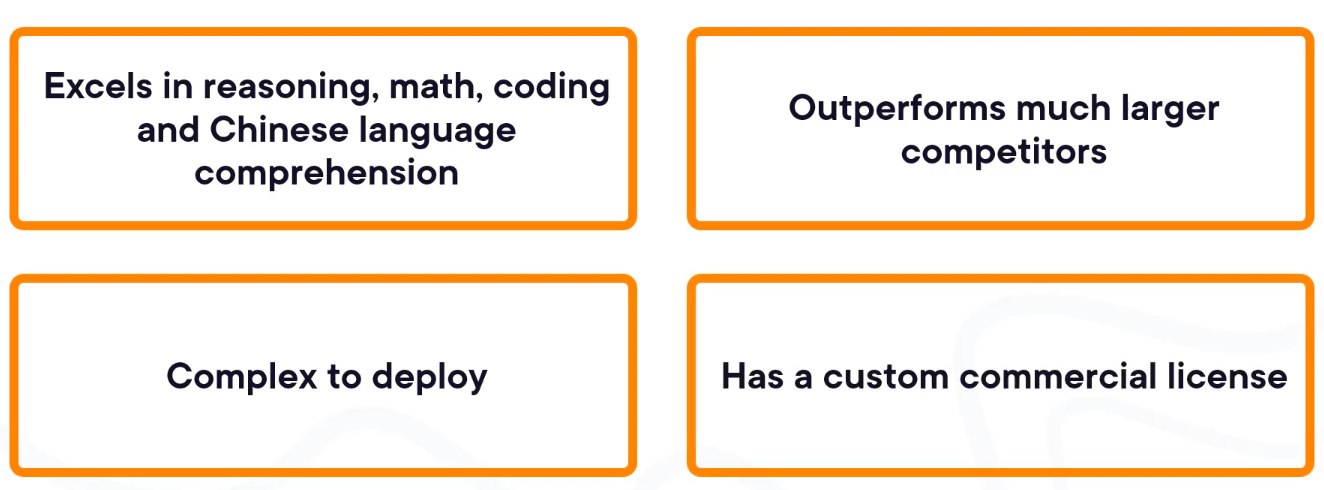 Excels in reasoning, math, coding
and Chinese language
comprehension
Outperforms much larger
competitors
Complex to deploy
Has a custom commercial license